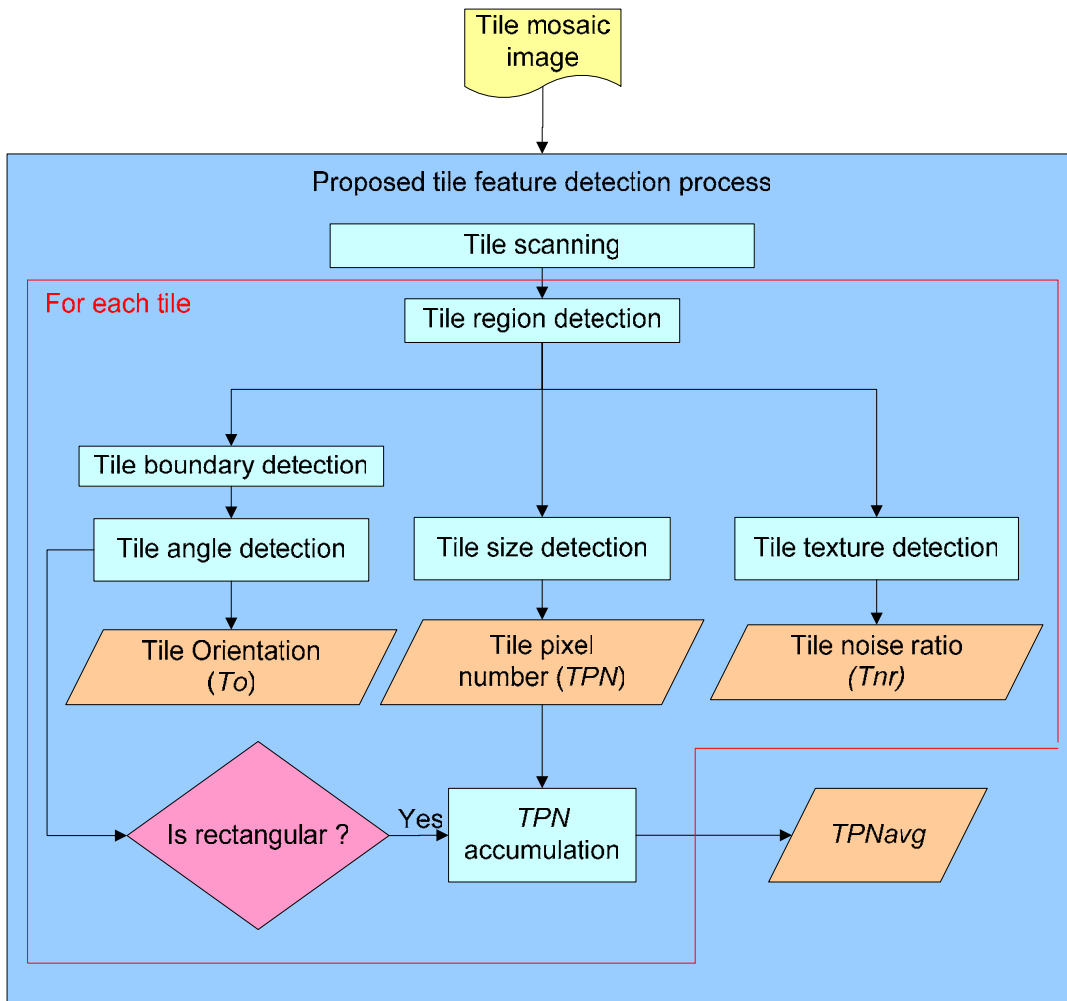 Tile mosaic
image
Proposed tile feature detection process
Tile scanning
For each tile
Tile region detection
Tile boundary detection
Tile angle detection
Tile size detection
Tile texture detection
Tile Orientation
(To)
Tile pixel
number (TPN)
Tile noise ratio
(Tnr)
Is rectangular ?
Yes
TPN
accumulation
TPNavg